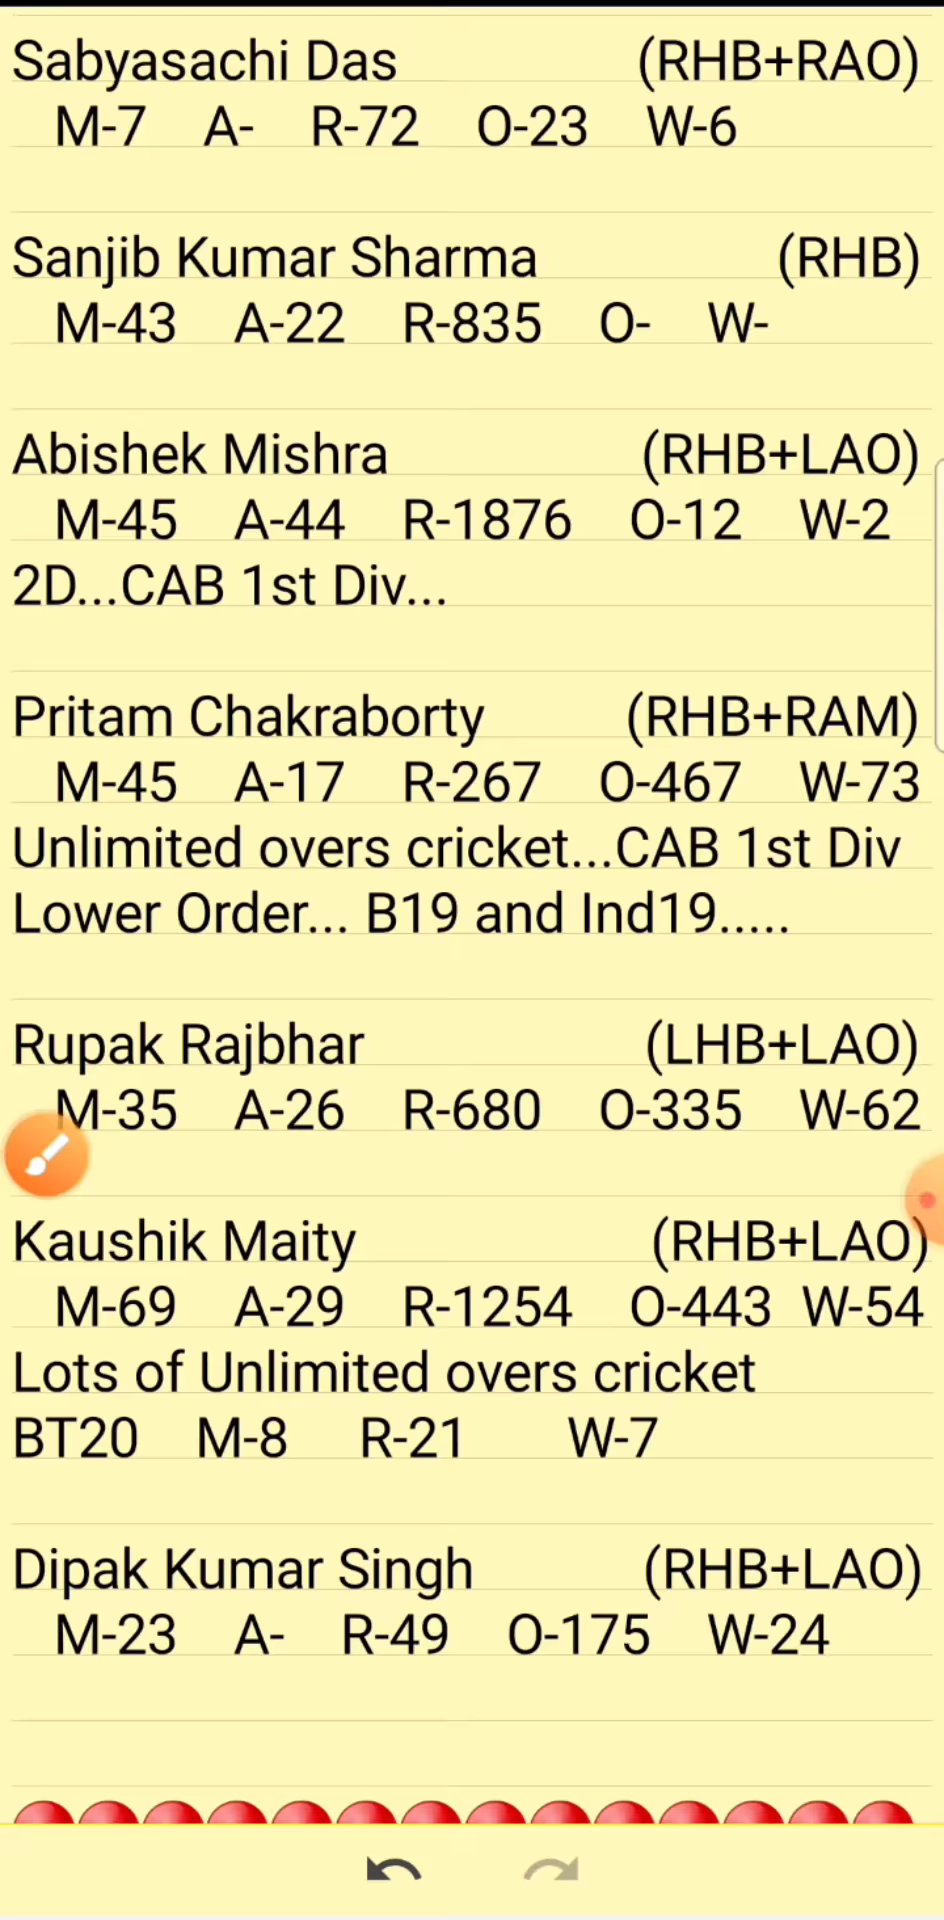 Sabyasachi Das (RHB+RAO)
M-7 A- R-72 O-23 W-6
Sanjib Kumar Sharma (RHB)
M-43 A-22 R-835 O- W-
Abishek Mishra (RHB+LAO)
M-45 A-44 R-1876 O-12 W-2
2D...CAB 1st Div...
Pritam Chakraborty (RHB+RAM)
M-45 A-17 R-267 O-467 W-73
Unlimited overs cricket...CAB 1st Div
Lower Order... B19 and Ind19.....
Rupak Rajbhar (LHB+LAO)
M-35 A-26 R-680 O-335 W-62
Kaushik Maity (RHB+LAO)
M-69 A-29 R-1254 O-443 W-54
Lots of Unlimited overs cricket
BT20 M-8 R-21 W-7
Dipak Kumar Singh (RHB+LAO)
M-23 A- R-49 O-175 W-24